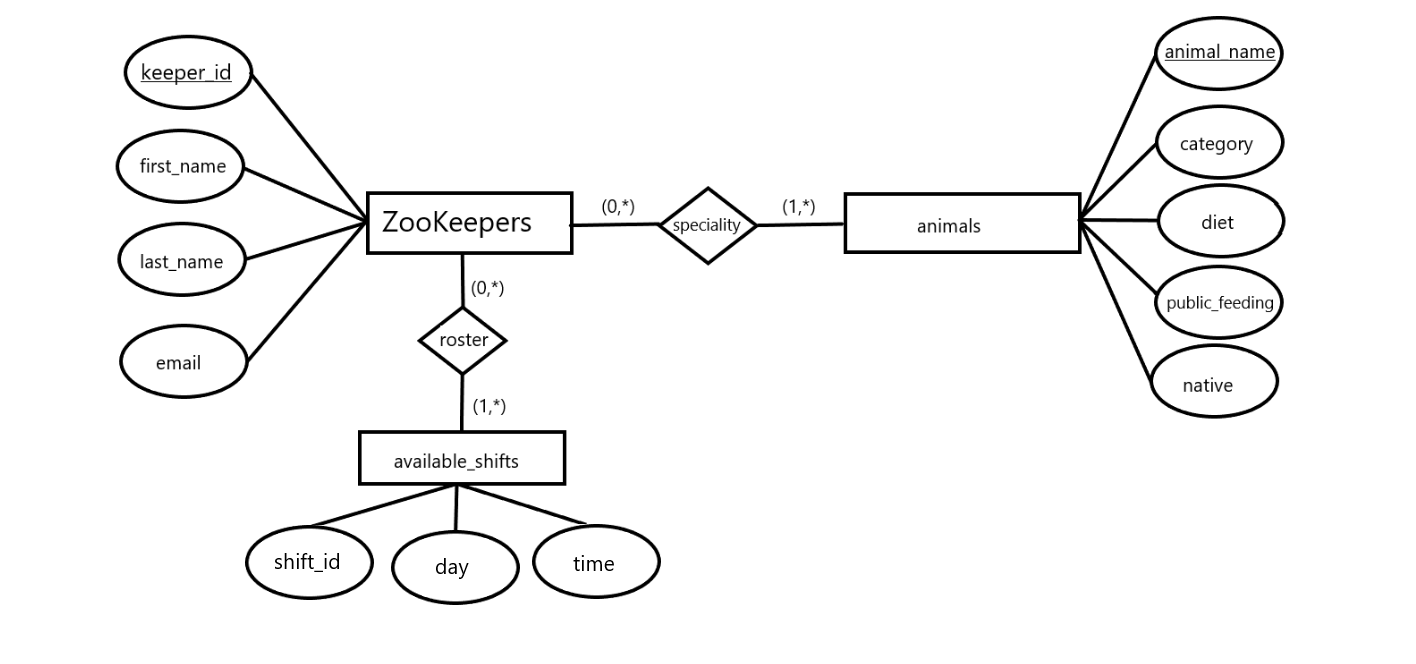 keeper_id
first_name
last_name
email
ZooKeepers
(0,*)
speciality
(1,*)
animals
animal_name
category
diet
public_feeding
native
(0,*)
roster
(1,*)
available_shifts
shift_id
day
time